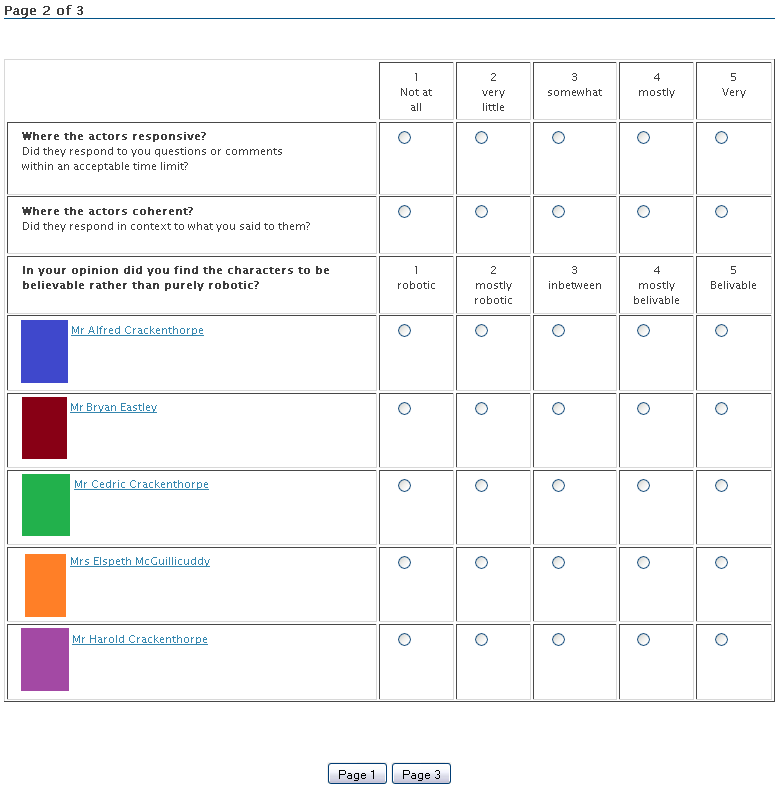 Page 2 of 3
1 2 3 4 5
Not at very somewhat mostly Very
all little
Where the actors responsive?
Did they respond to you questions or comments
within an acceptable time limit?
Where the actors coherent?
Did they respond in context to what you said to them?
In your opinion did you find the characters to be 1 2 3 4 5
believable rather than purely robotic? robotic mostly inbetween mostly Belivable
robotic belivable
Mr Alfred Crackenthorpe
Mr Bryan Eastley
Mr Cedric Crackenthorpe
Mrs Elspeth McGuillicuddy
Mr Harold Crackenthorpe
Page 1 Page 3